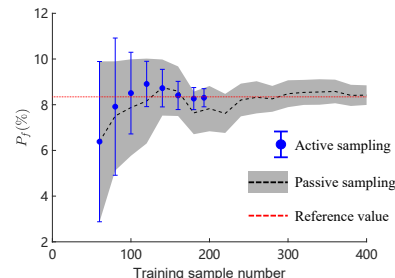 12
10
8
6
4
2
P_f(%)
Active sampling
Passive sampling
Reference value
0 100 200 300 400
Training sample number